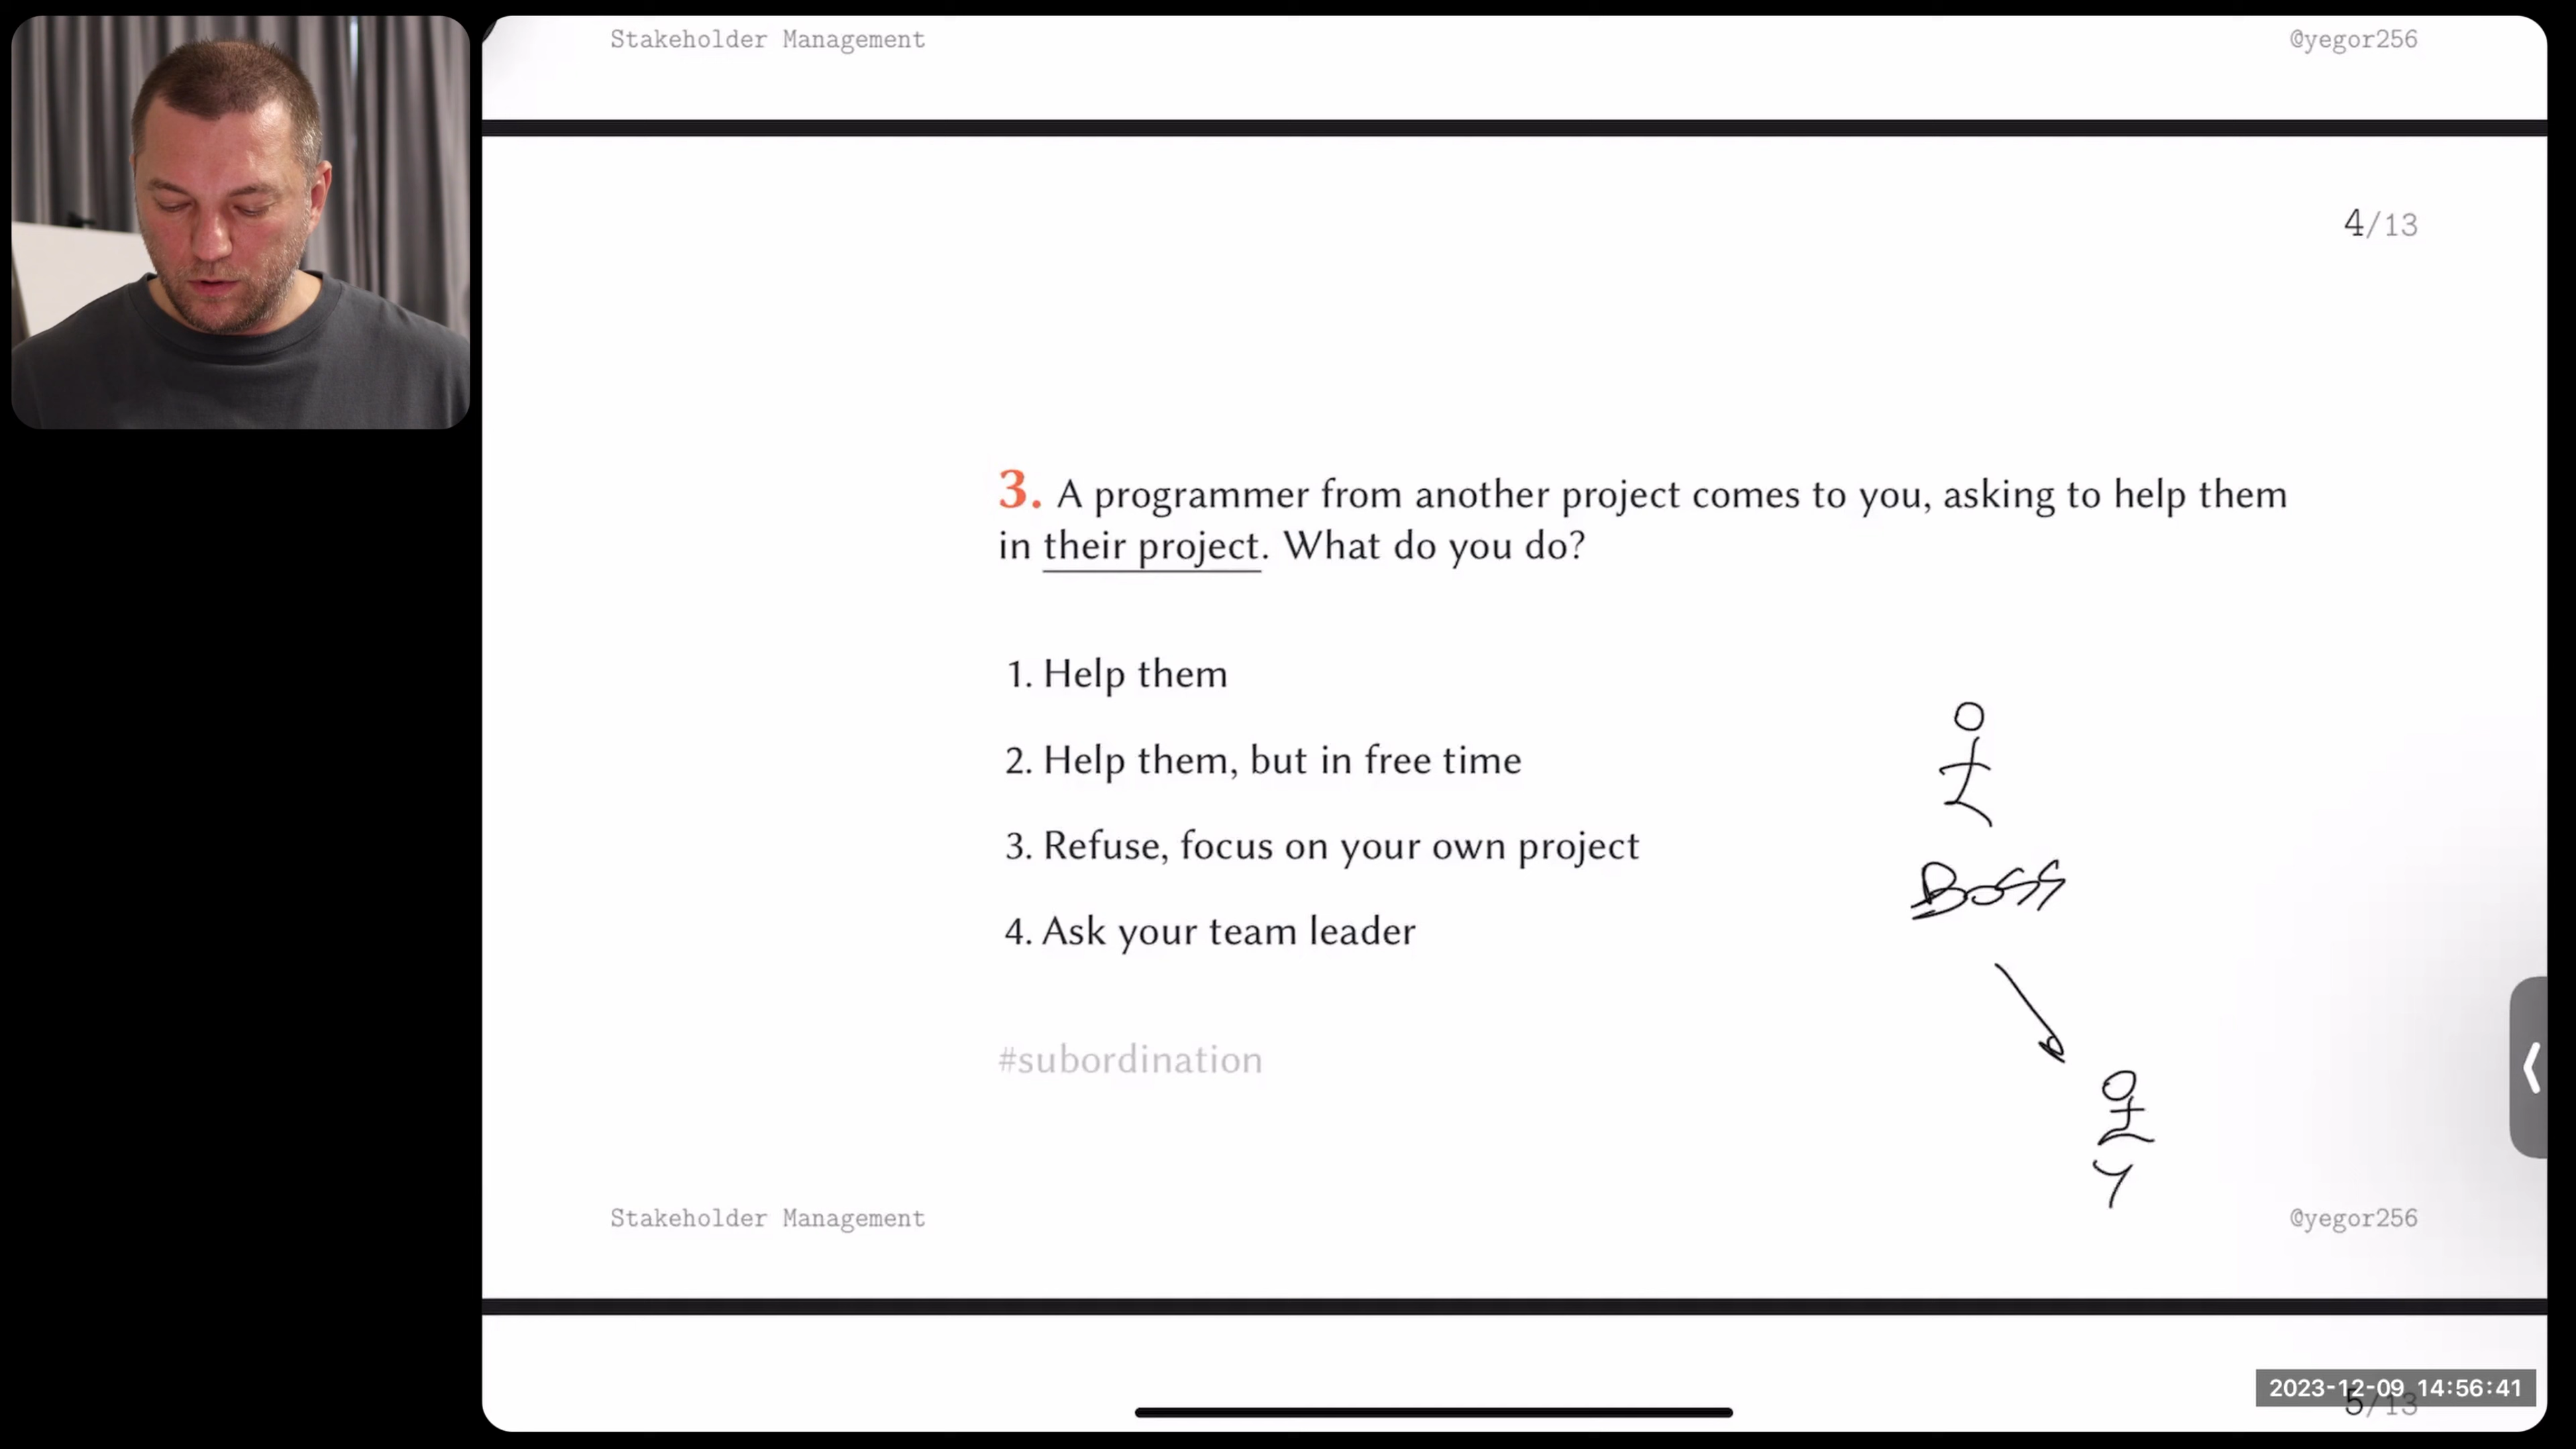 Stakeholder Management @yegor256
4/13
3. A programmer from another project comes to you, asking to help them
in their project. What do you do?
1. Help them
2. Help them, but in free time
3. Refuse, focus on your own project
4. Ask your team leader
Boss
#subordination
Y
Stakeholder Management @yegor256
2023-12-09 14:56:41
5/13